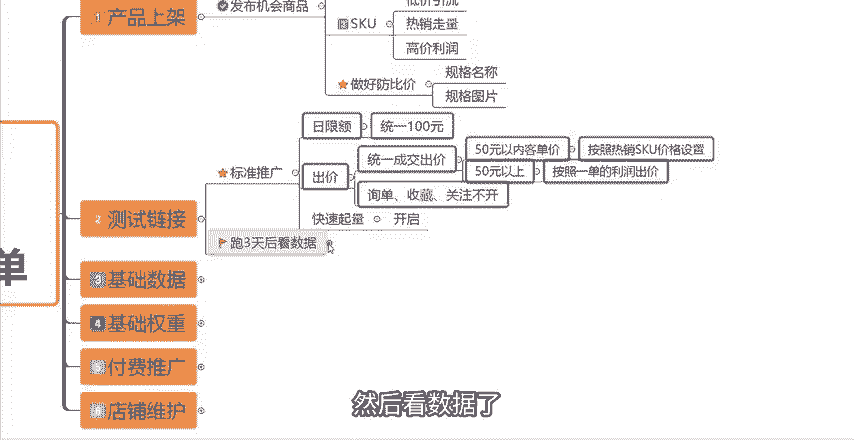 1 产品上架
发布机会商品
低价引流
SKU
热销走量
高价利润
做好防比价
规格名称
规格图片
2 测试链接
标准推广
日限额
统一100元
出价
统一成交出价
50元以内客单价
按照热销SKU价格设置
50元以上
按照一单的利润出价
询单、收藏、关注不开
快速起量
开启
跑3天后看数据
单
3 基础数据
4 基础权重
付费推广
店铺维护
然后看数据了